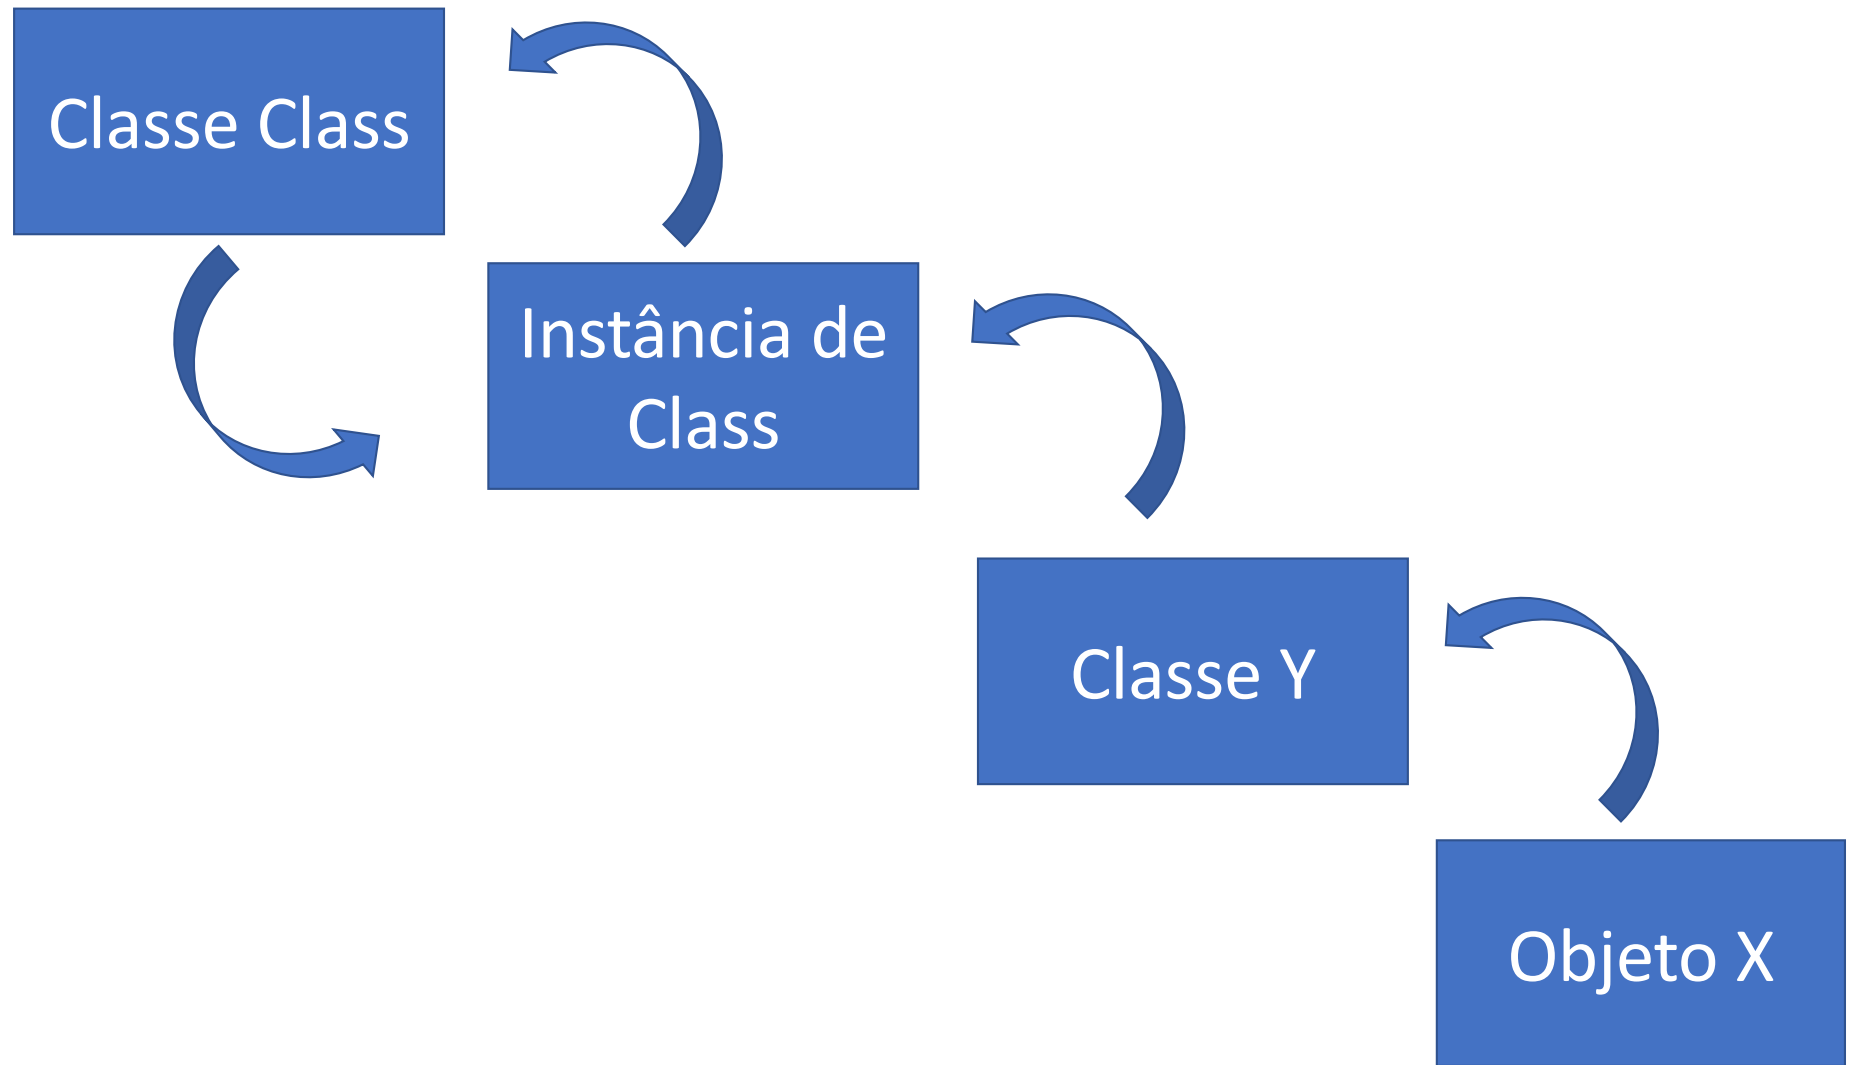 Classe Class
Instância de
Class
Classe Y
Objeto X